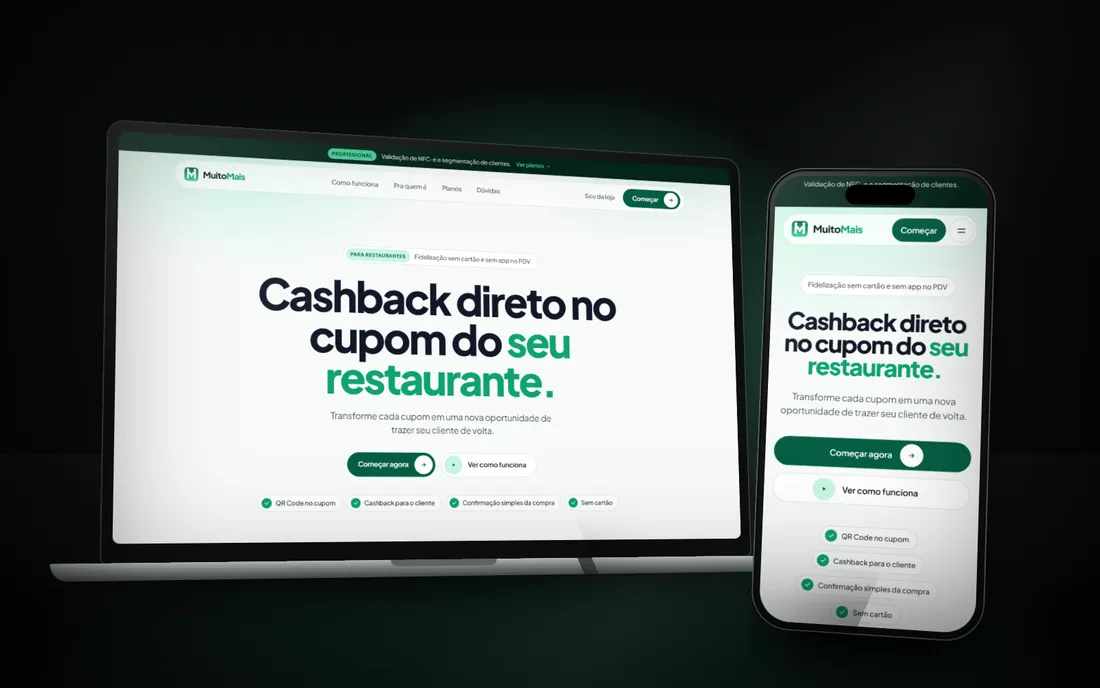 PROFISSIONAL Validação de NFC-e e segmentação de clientes. Ver planos →
MuitoMais
Como funciona Pra quem é Planos Dúvidas
Sou da loja Começar →
PARA RESTAURANTES Fidelização sem cartão e sem app no PDV
Cashback direto no
cupom do seu
restaurante.
Transforme cada cupom em uma nova oportunidade de
trazer seu cliente de volta.
Começar agora → Ver como funciona
QR Code no cupom Cashback para o cliente Confirmação simples da compra Sem cartão
Validação de NFC-e e segmentação de clientes.
MuitoMais Começar
Fidelização sem cartão e sem app no PDV
Cashback direto
no cupom do seu
restaurante.
Transforme cada cupom em uma nova
oportunidade de trazer seu cliente de volta.
Começar agora →
Ver como funciona
QR Code no cupom
Cashback para o cliente
Confirmação simples da compra
Sem cartão